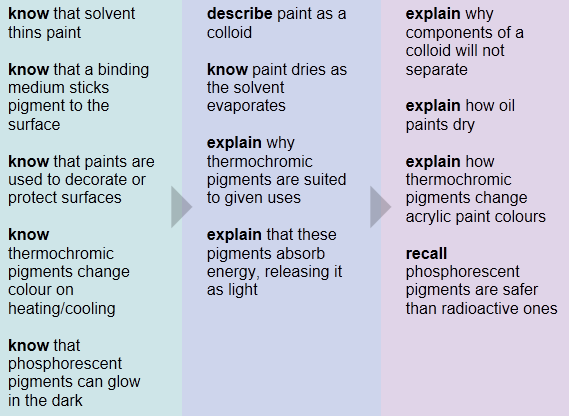 know that solvent
thins paint
know that a binding
medium sticks
pigment to the
surface
know that paints are
used to decorate or
protect surfaces
know
thermochromic
pigments change
colour on
heating/cooling
know that
phosphorescent
pigments can glow
in the dark
describe paint as a
colloid
know paint dries as
the solvent
evaporates
explain why
thermochromic
pigments are suited
to given uses
explain that these
pigments absorb
energy, releasing it
as light
explain why
components of a
colloid will not
separate
explain how oil
paints dry
explain how
thermochromic
pigments change
acrylic paint colours
recall
phosphorescent
pigments are safer
than radioactive ones